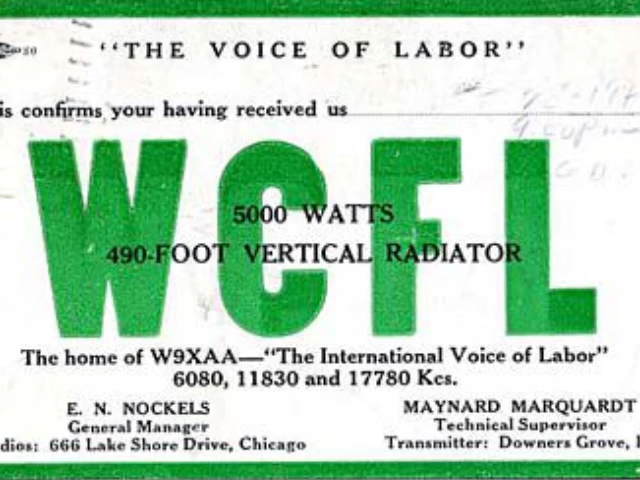 "THE VOICE OF LABOR"
is confirms your having received us
WCFL
5000 WATTS
490-FOOT VERTICAL RADIATOR
The home of W9XAA—"The International Voice of Labor"
6080, 11830 and 17780 Kcs.
E. N. NOCKELS
General Manager
dios: 666 Lake Shore Drive, Chicago
MAYNARD MARQUARDT
Technical Supervisor
Transmitter: Downers Grove, I